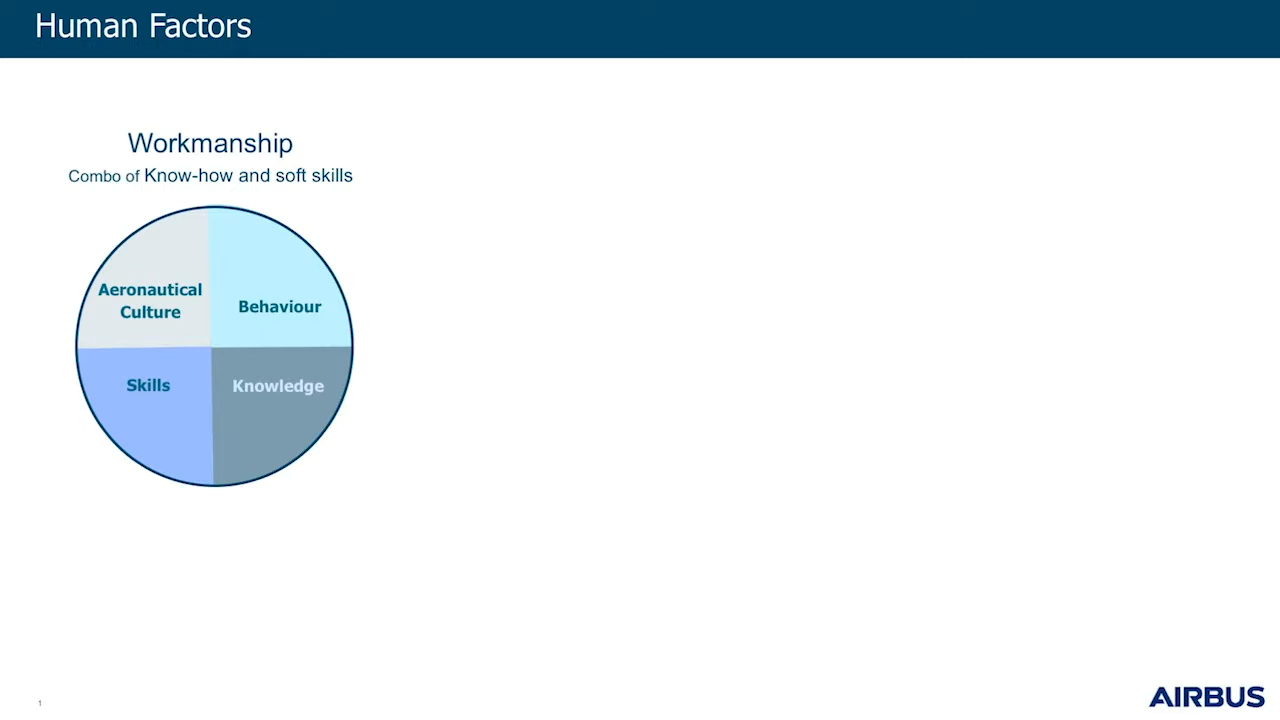 Human Factors
Workmanship
Combo of Know-how and soft skills
Aeronautical
Culture
Behaviour
Skills
Knowledge
1
AIRBUS